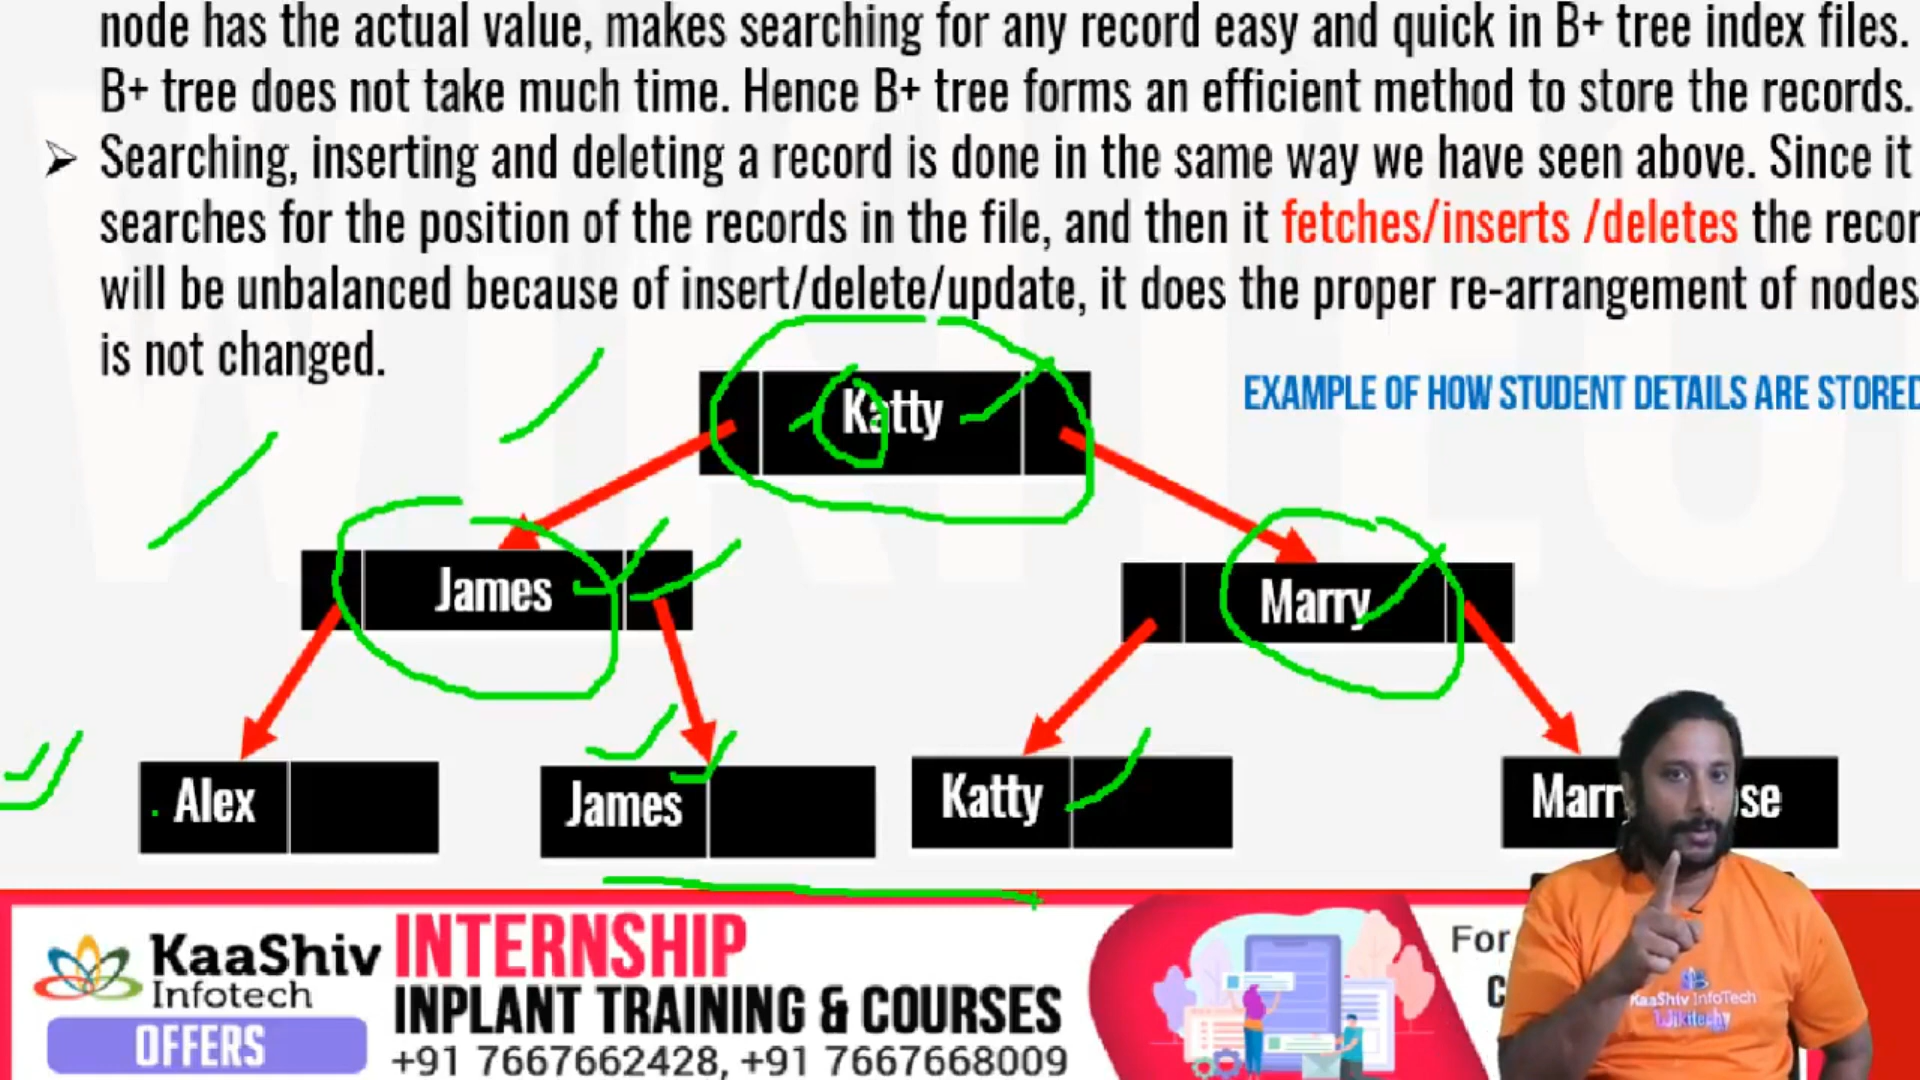 node has the actual value, makes searching for any record easy and quick in B+ tree index files.
B+ tree does not take much time. Hence B+ tree forms an efficient method to store the records.
➢ Searching, inserting and deleting a record is done in the same way we have seen above. Since it
searches for the position of the records in the file, and then it fetches/inserts /deletes the
will be unbalanced because of insert/delete/update, it does the proper re-arrangement of nodes
is not changed.
EXAMPLE OF HOW STUDENT DETAILS ARE STORED
Katty
James
Marry
Alex
James
Katty
KaaShiv
Infotech
OFFERS
INTERNSHIP
INPLANT TRAINING & COURSES
+91 7667662428, +91 7667668009
For
KaaShiv InfoTech
Wikitechy